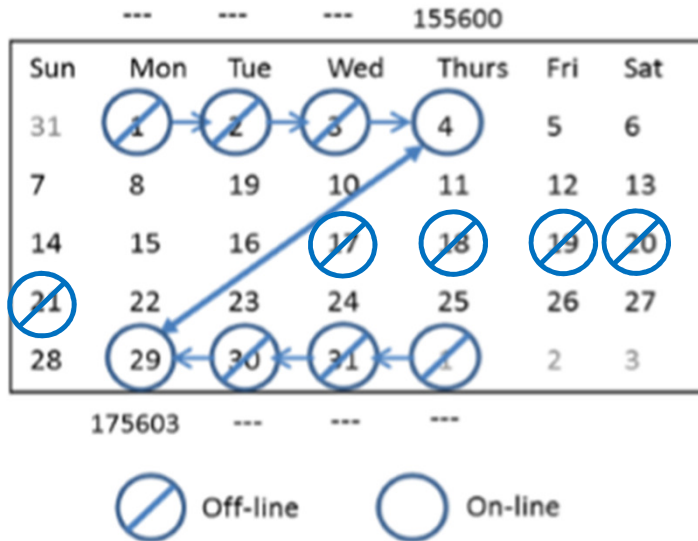 --- --- --- 155600
Sun Mon Tue Wed Thurs Fri Sat
31 1 2 3 4 5 6
7 8 19 10 11 12 13
14 15 16 17 18 19 20
21 22 23 24 25 26 27
28 29 30 31 1 2 3
175603 --- --- ---
Off-line On-line